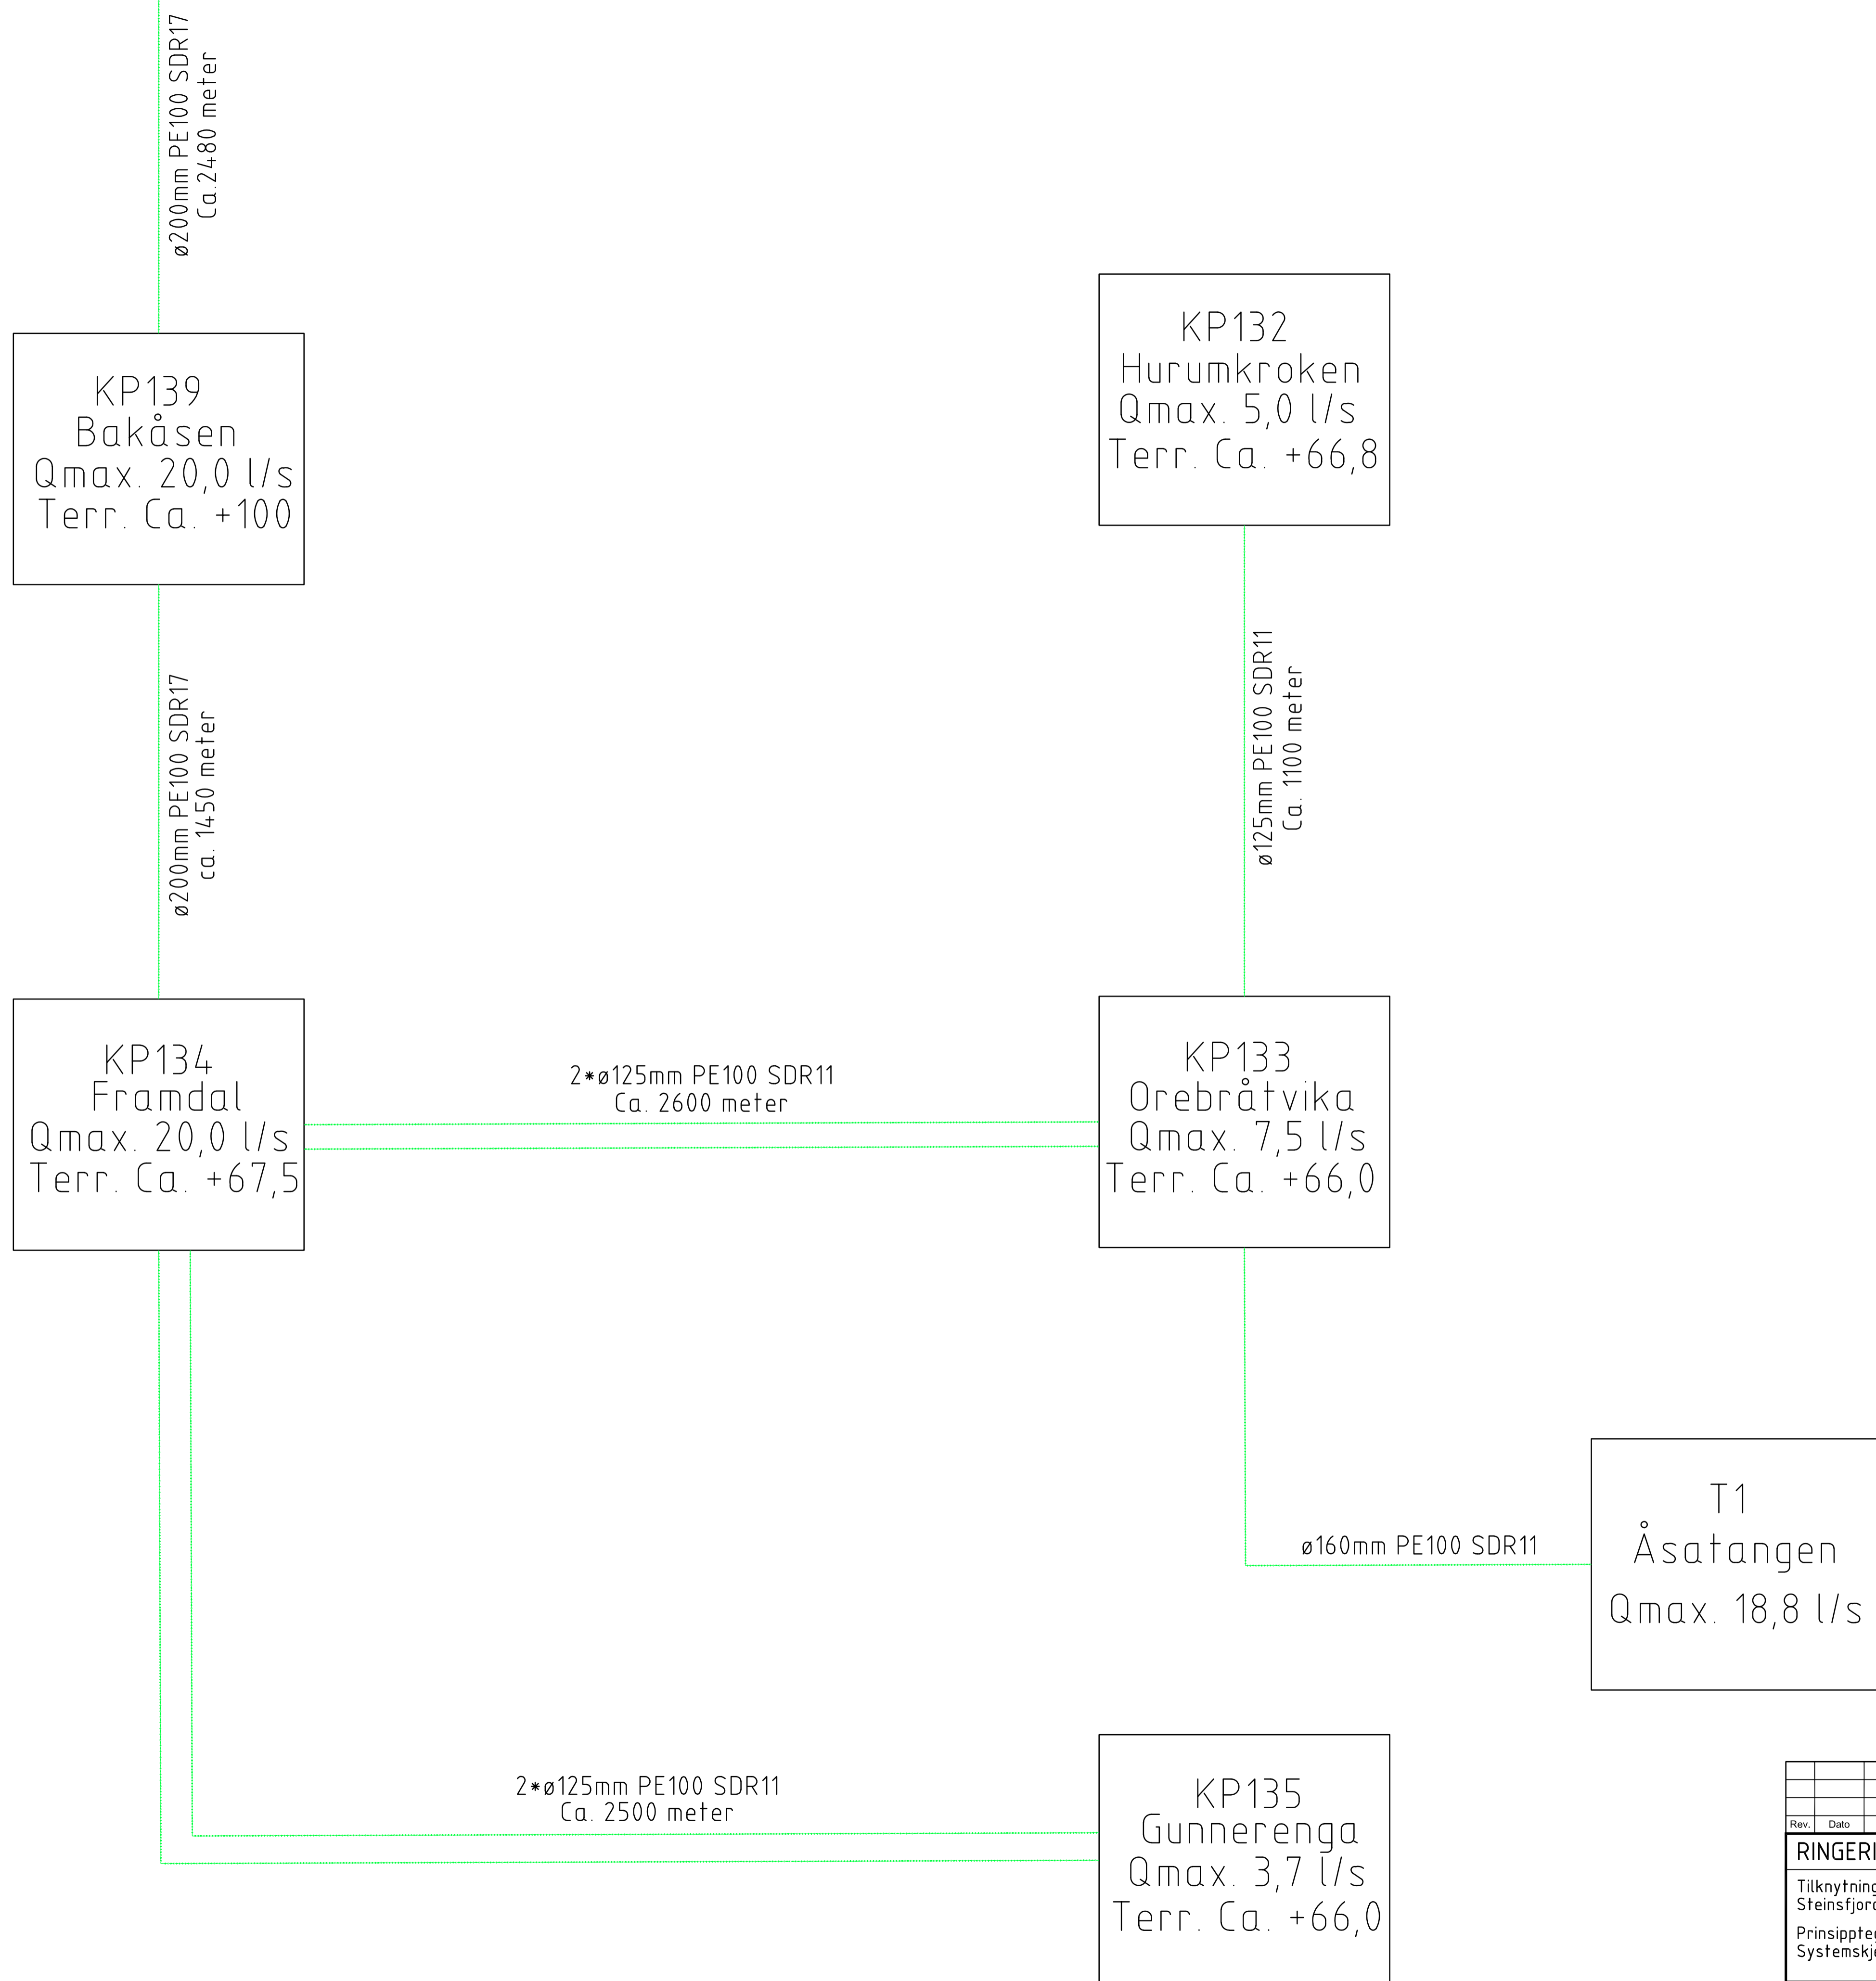 ø200mm PE100 SDR17
Ca.2480 meter
KP139
Bakåsen
Qmax. 20,0 l/s
Terr. Ca. +100
KP132
Hurumkroken
Qmax. 5,0 l/s
Terr. Ca. +66,8
ø200mm PE100 SDR17
ca. 1450 meter
ø125mm PE100 SDR11
Ca. 1100 meter
KP134
Framdal
Qmax. 20,0 l/s
Terr. Ca. +67,5
2*ø125mm PE100 SDR11
Ca. 2600 meter
KP133
Orebråtvika
Qmax. 7,5 l/s
Terr. Ca. +66,0
ø160mm PE100 SDR11
T1
Åsatangen
Qmax. 18,8 l/s
2*ø125mm PE100 SDR11
Ca. 2500 meter
KP135
Gunnerenga
Qmax. 3,7 l/s
Terr. Ca. +66,0
Rev. Dato